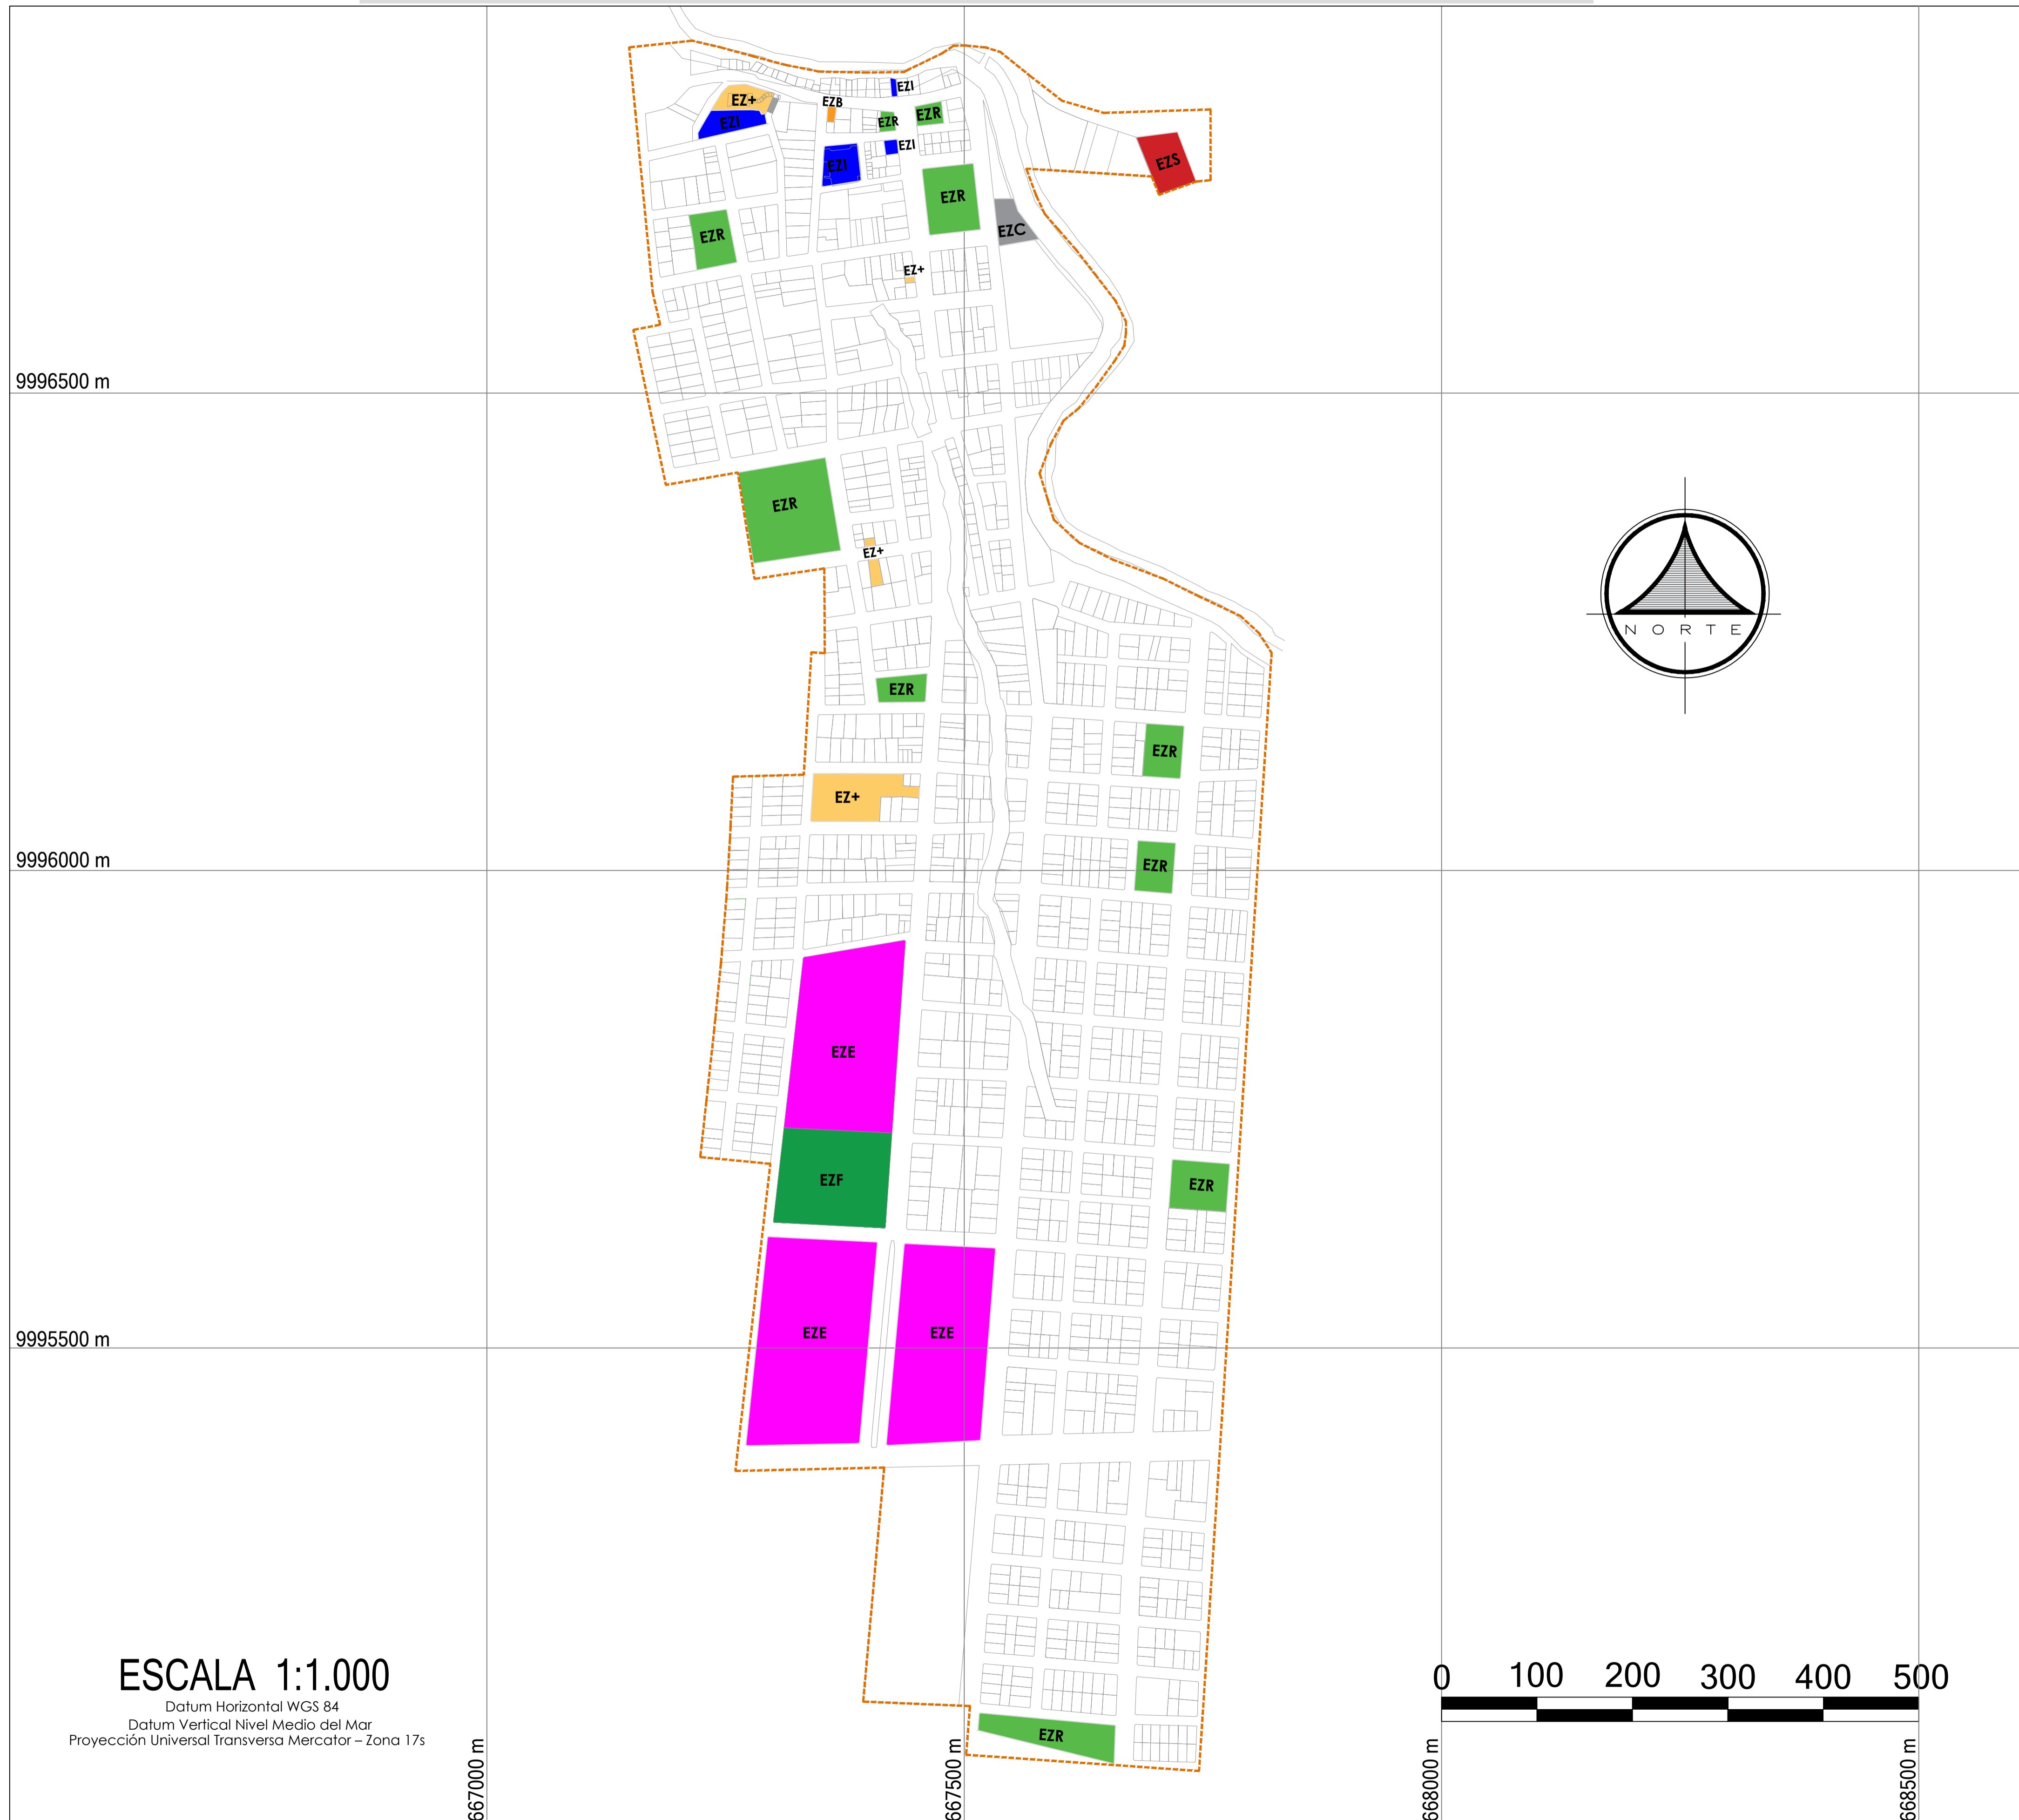 EZI
EZ+
EZB
EZR
EZR
EZI
EZI
EZS
EZI
EZR
EZC
EZR
EZ+
9996500 m
EZR
EZ+
NORTE
EZR
EZR
EZ+
9996000 m
EZR
EZE
EZF
EZR
EZE
EZE
9995500 m
ESCALA 1:1.000
Datum Horizontal WGS 84
Datum Vertical Nivel Medio del Mar
Proyección Universal Transversa Mercator – Zona 17s
0 100 200 300 400 500
EZR
667000 m
667500 m
668000 m
668500 m